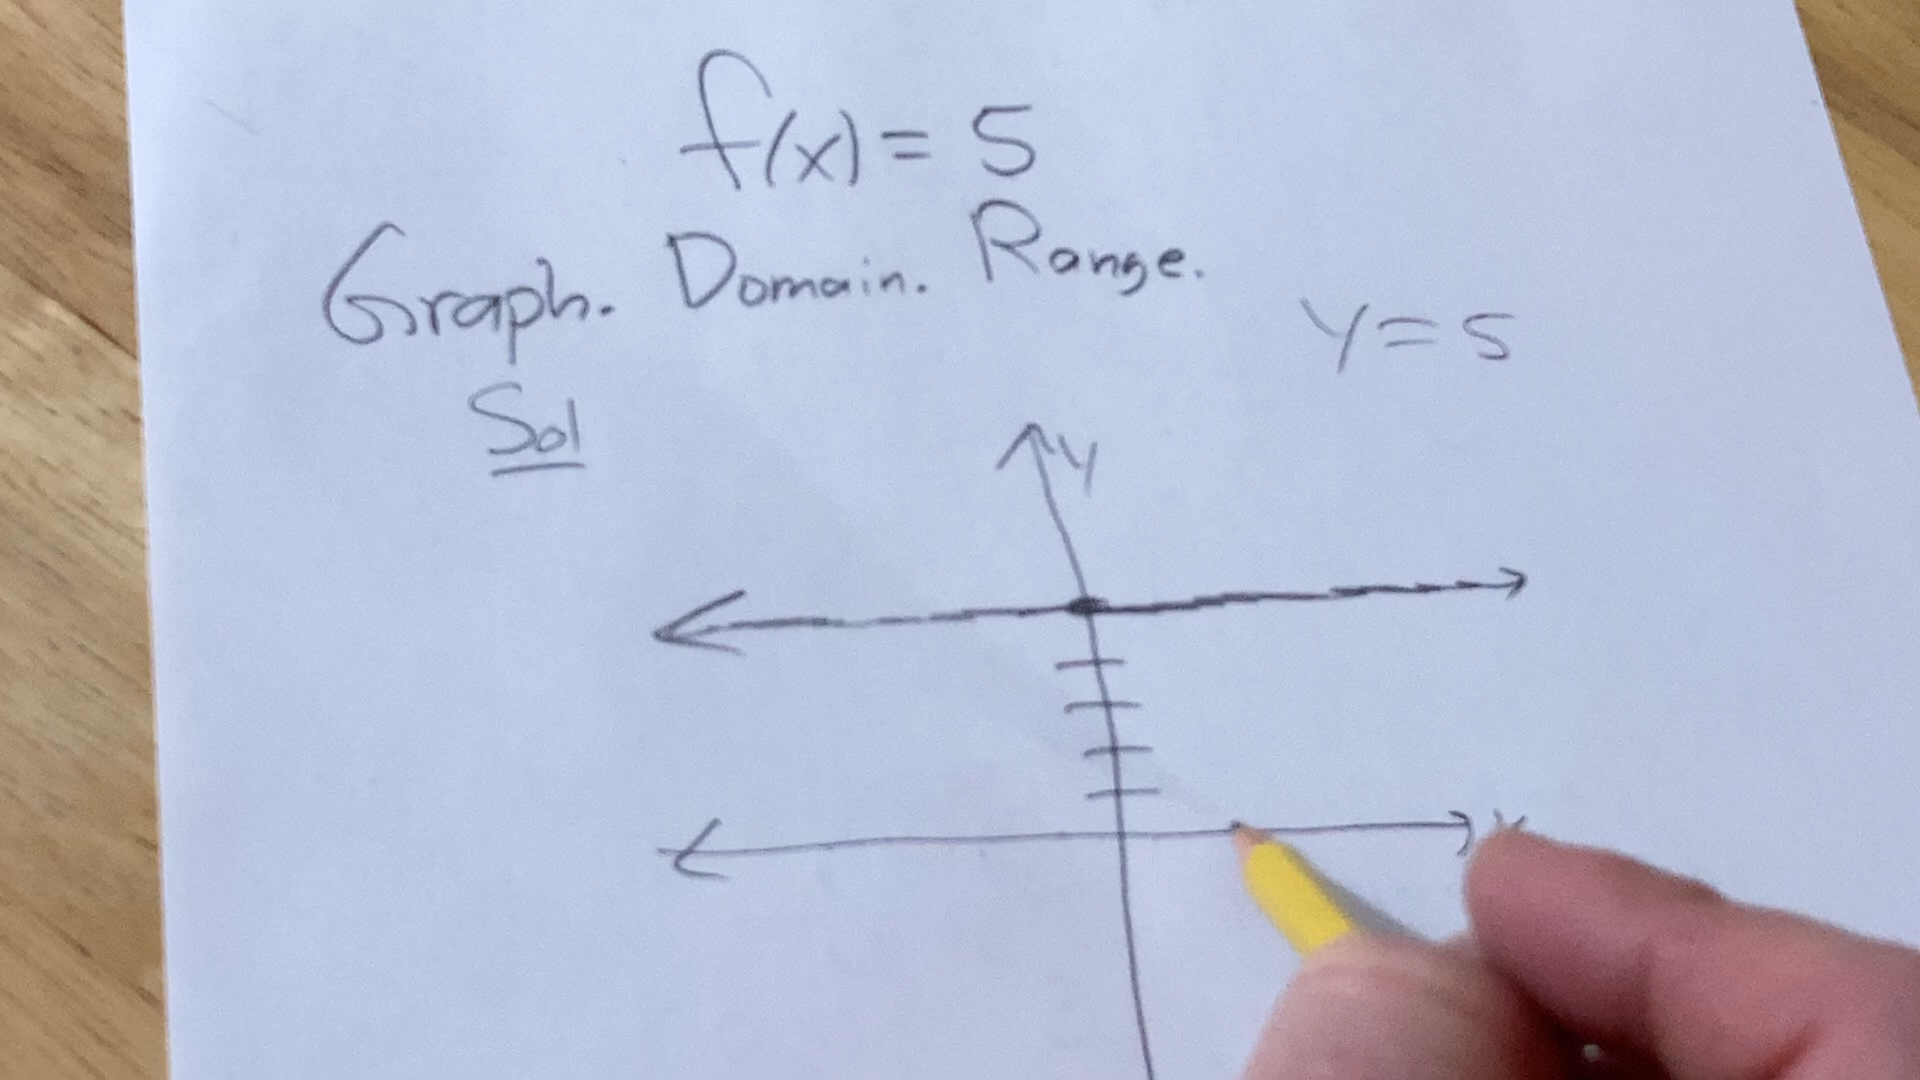 f(x) = 5
Graph. Domain. Range.
y = 5
Sol
y